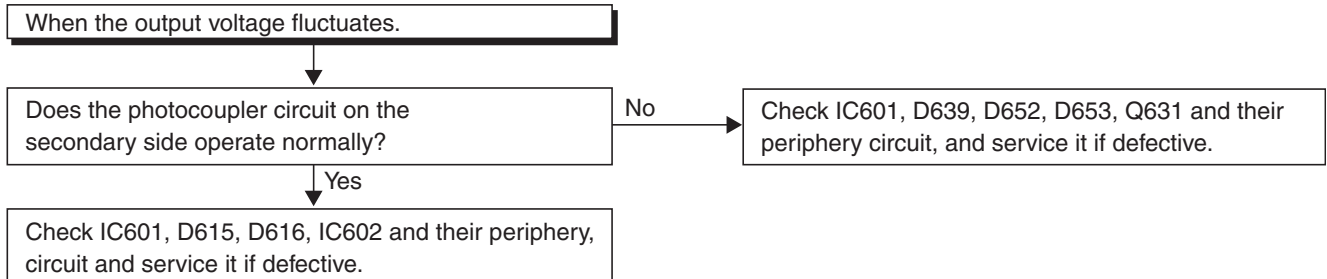 When the output voltage fluctuates.
Does the photocoupler circuit on the
secondary side operate normally?
No
Check IC601, D639, D652, D653, Q631 and their
periphery circuit, and service it if defective.
Yes
Check IC601, D615, D616, IC602 and their periphery,
circuit and service it if defective.